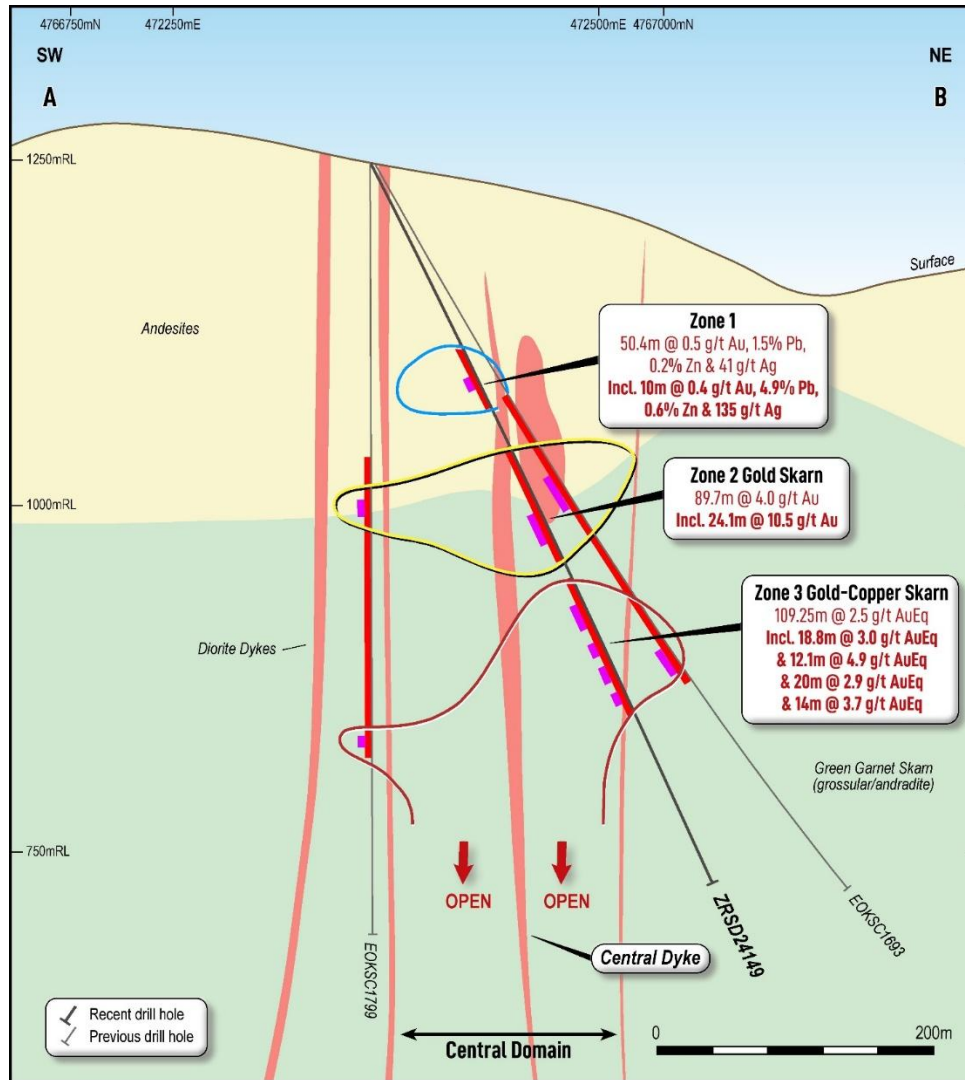 4766750mN
472250mE
472500mE
4767000mN
SW
NE
A
B
1250mRL
Surface
Andesites
Zone 1
50.4m @ 0.5 g/t Au, 1.5% Pb,
0.2% Zn & 41 g/t Ag
Incl. 10m @ 0.4 g/t Au, 4.9% Pb,
0.6% Zn & 135 g/t Ag
1000mRL
Zone 2 Gold Skarn
89.7m @ 4.0 g/t Au
Incl. 24.1m @ 10.5 g/t Au
Zone 3 Gold-Copper Skarn
109.25m @ 2.5 g/t AuEq
Incl. 18.8m @ 3.0 g/t AuEq
& 12.1m @ 4.9 g/t AuEq
& 20m @ 2.9 g/t AuEq
& 14m @ 3.7 g/t AuEq
Diorite Dykes
Green Garnet Skarn
(grossular/andradite)
750mRL
OPEN
OPEN
EOKSC1799
ZRSD24149
EOKSC1693
Central Dyke
Recent drill hole
Previous drill hole
Central Domain
0
200m